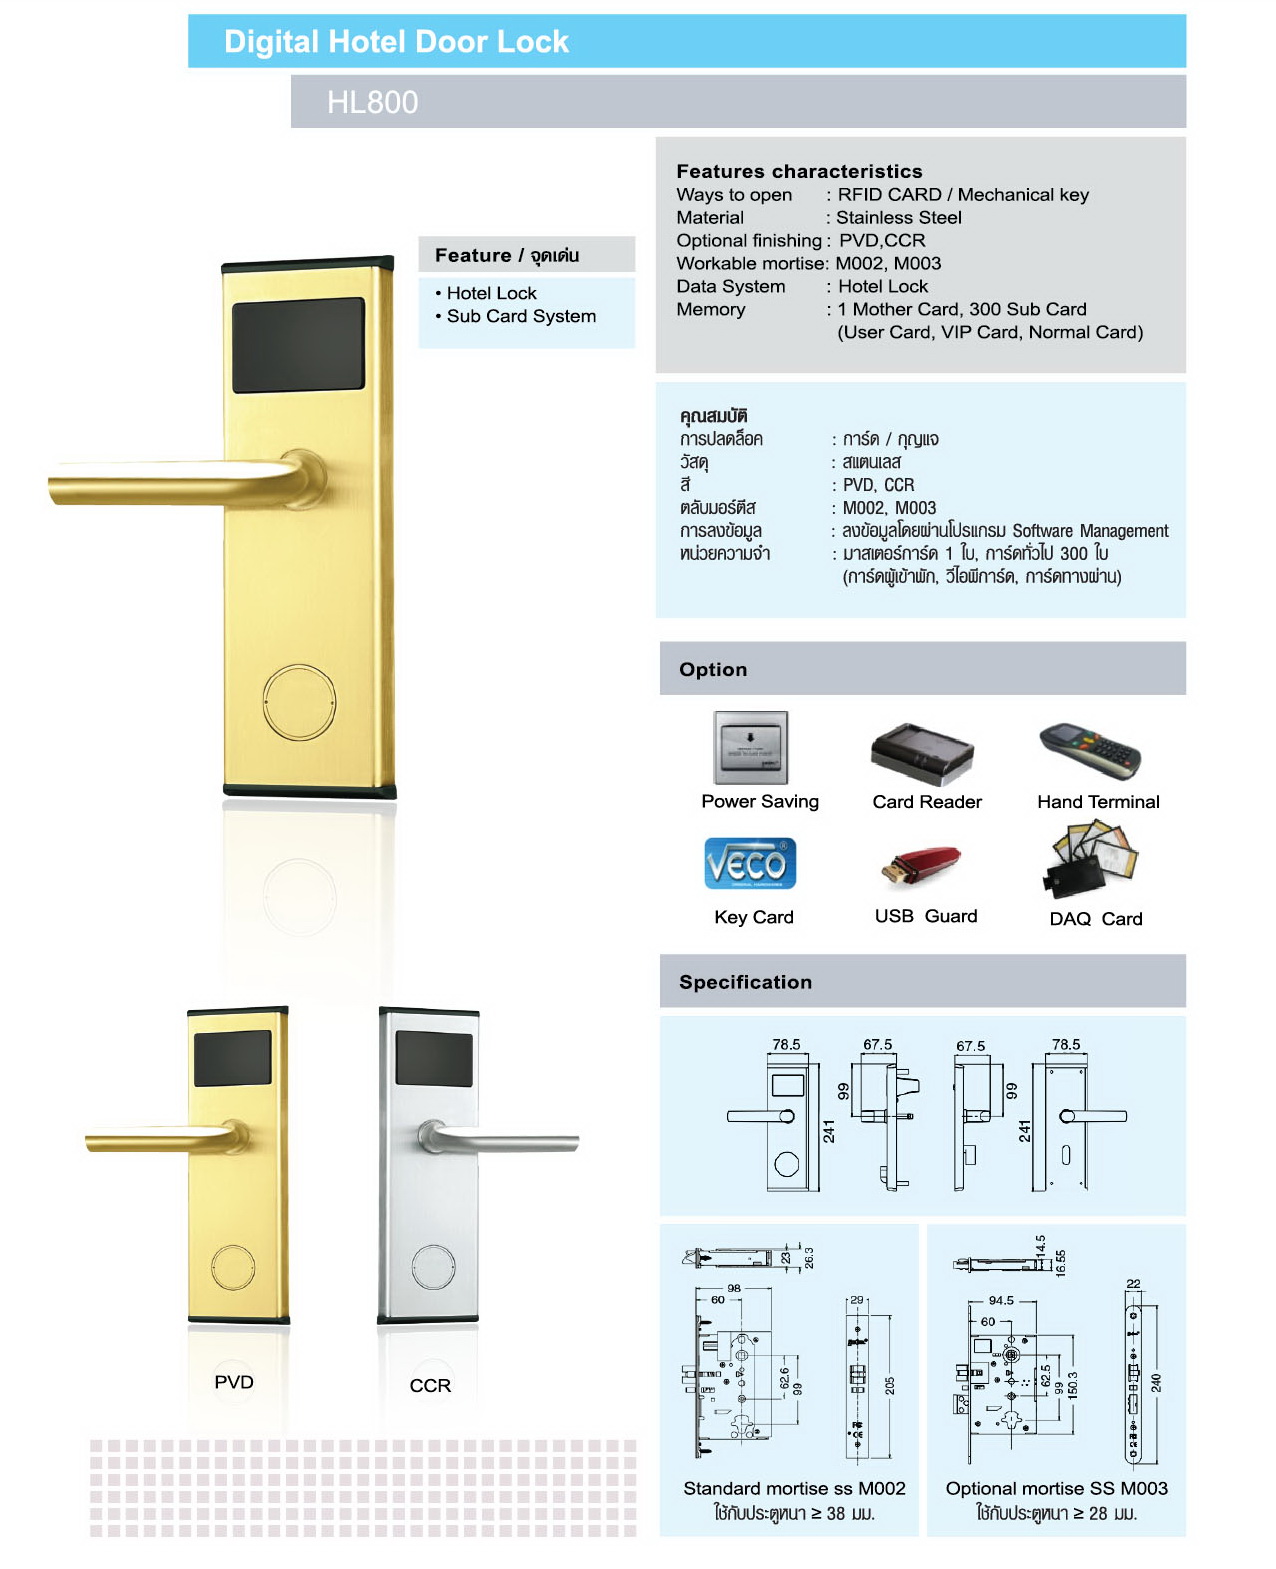 Digital Hotel Door Lock
HL800
Features characteristics
Ways to open : RFID CARD / Mechanical key
Material : Stainless Steel
Optional finishing : PVD,CCR
Workable mortise: M002, M003
Data System : Hotel Lock
Memory : 1 Mother Card, 300 Sub Card
(User Card, VIP Card, Normal Card)
Feature / จุดเด่น
• Hotel Lock
• Sub Card System
คุณสมบัติ
การปลดล็อค : การ์ด / กุญแจ
วัสดุ : สแตนเลส
สี : PVD, CCR
ตลับมอร์ตีส : M002, M003
การลงข้อมูล : ลงข้อมูลโดยผ่านโปรแกรม Software Management
หน่วยความจำ : มาสเตอร์การ์ด 1 ใบ, การ์ดทั่วไป 300 ใบ
(การ์ดผู้เข้าพัก, วีไอพีการ์ด, การ์ดทางผ่าน)
Option
Power Saving
Card Reader
Hand Terminal
VECO ®
Key Card
USB Guard
DAQ Card
Specification
78.5 67.5 67.5 78.5
99 99
241 241
23 26.3
98
60 29
62.6 99 205
Standard mortise ss M002
ใช้กับประตูหนา ≥ 38 มม.
14.5 16.55
22
94.5
60
62.5 99 150.3 240
Optional mortise SS M003
ใช้กับประตูหนา ≥ 28 มม.
PVD
CCR